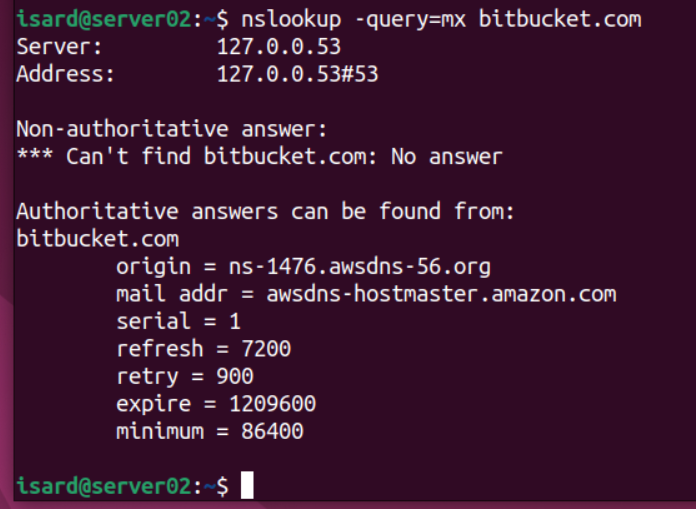 isard@server02:~$ nslookup -query=mx bitbucket.com
Server:         127.0.0.53
Address:        127.0.0.53#53

Non-authoritative answer:
*** Can't find bitbucket.com: No answer

Authoritative answers can be found from:
bitbucket.com
        origin = ns-1476.awsdns-56.org
        mail addr = awsdns-hostmaster.amazon.com
        serial = 1
        refresh = 7200
        retry = 900
        expire = 1209600
        minimum = 86400

isard@server02:~$